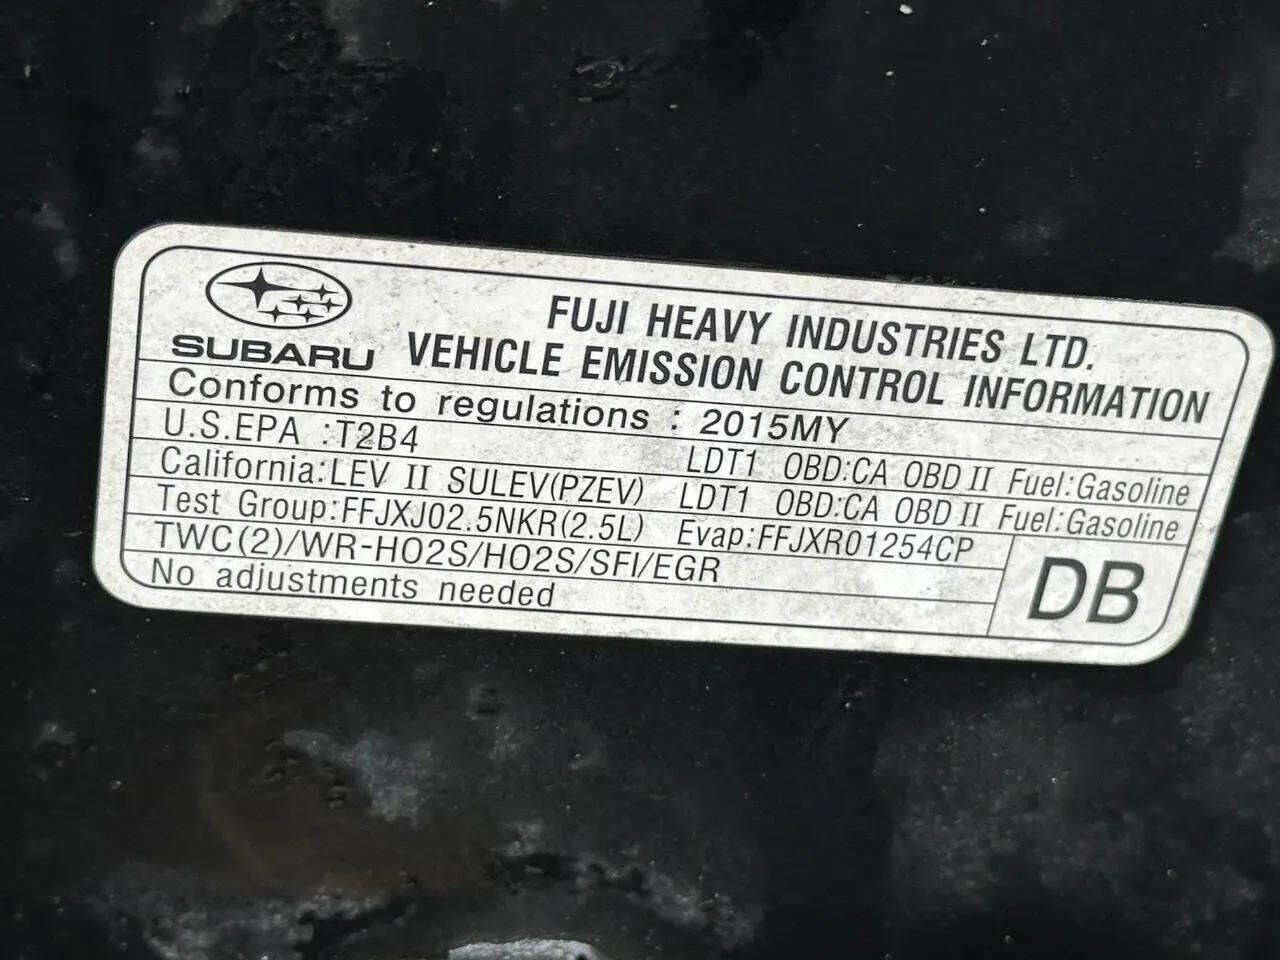 FUJI HEAVY INDUSTRIES LTD.
SUBARU VEHICLE EMISSION CONTROL INFORMATION
Conforms to regulations : 2015MY
U.S.EPA :T2B4 LDT1 OBD:CA OBD II Fuel:Gasoline
California:LEV II SULEV(PZEV) LDT1 OBD:CA OBD II Fuel:Gasoline
Test Group:FFJXJ02.5NKR(2.5L) Evap:FFJXR01254CP
TWC(2)/WR-HO2S/HO2S/SFI/EGR
No adjustments needed
DB